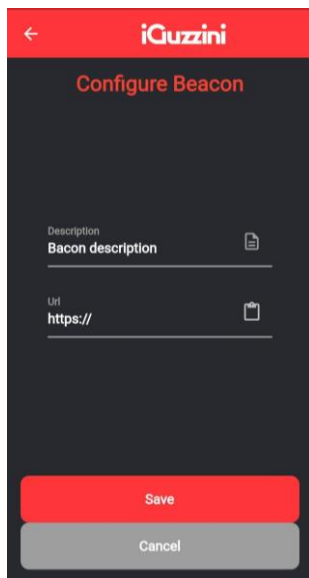 iGuzzini
Configure Beacon
Description
Bacon description
Url
https://
Save
Cancel